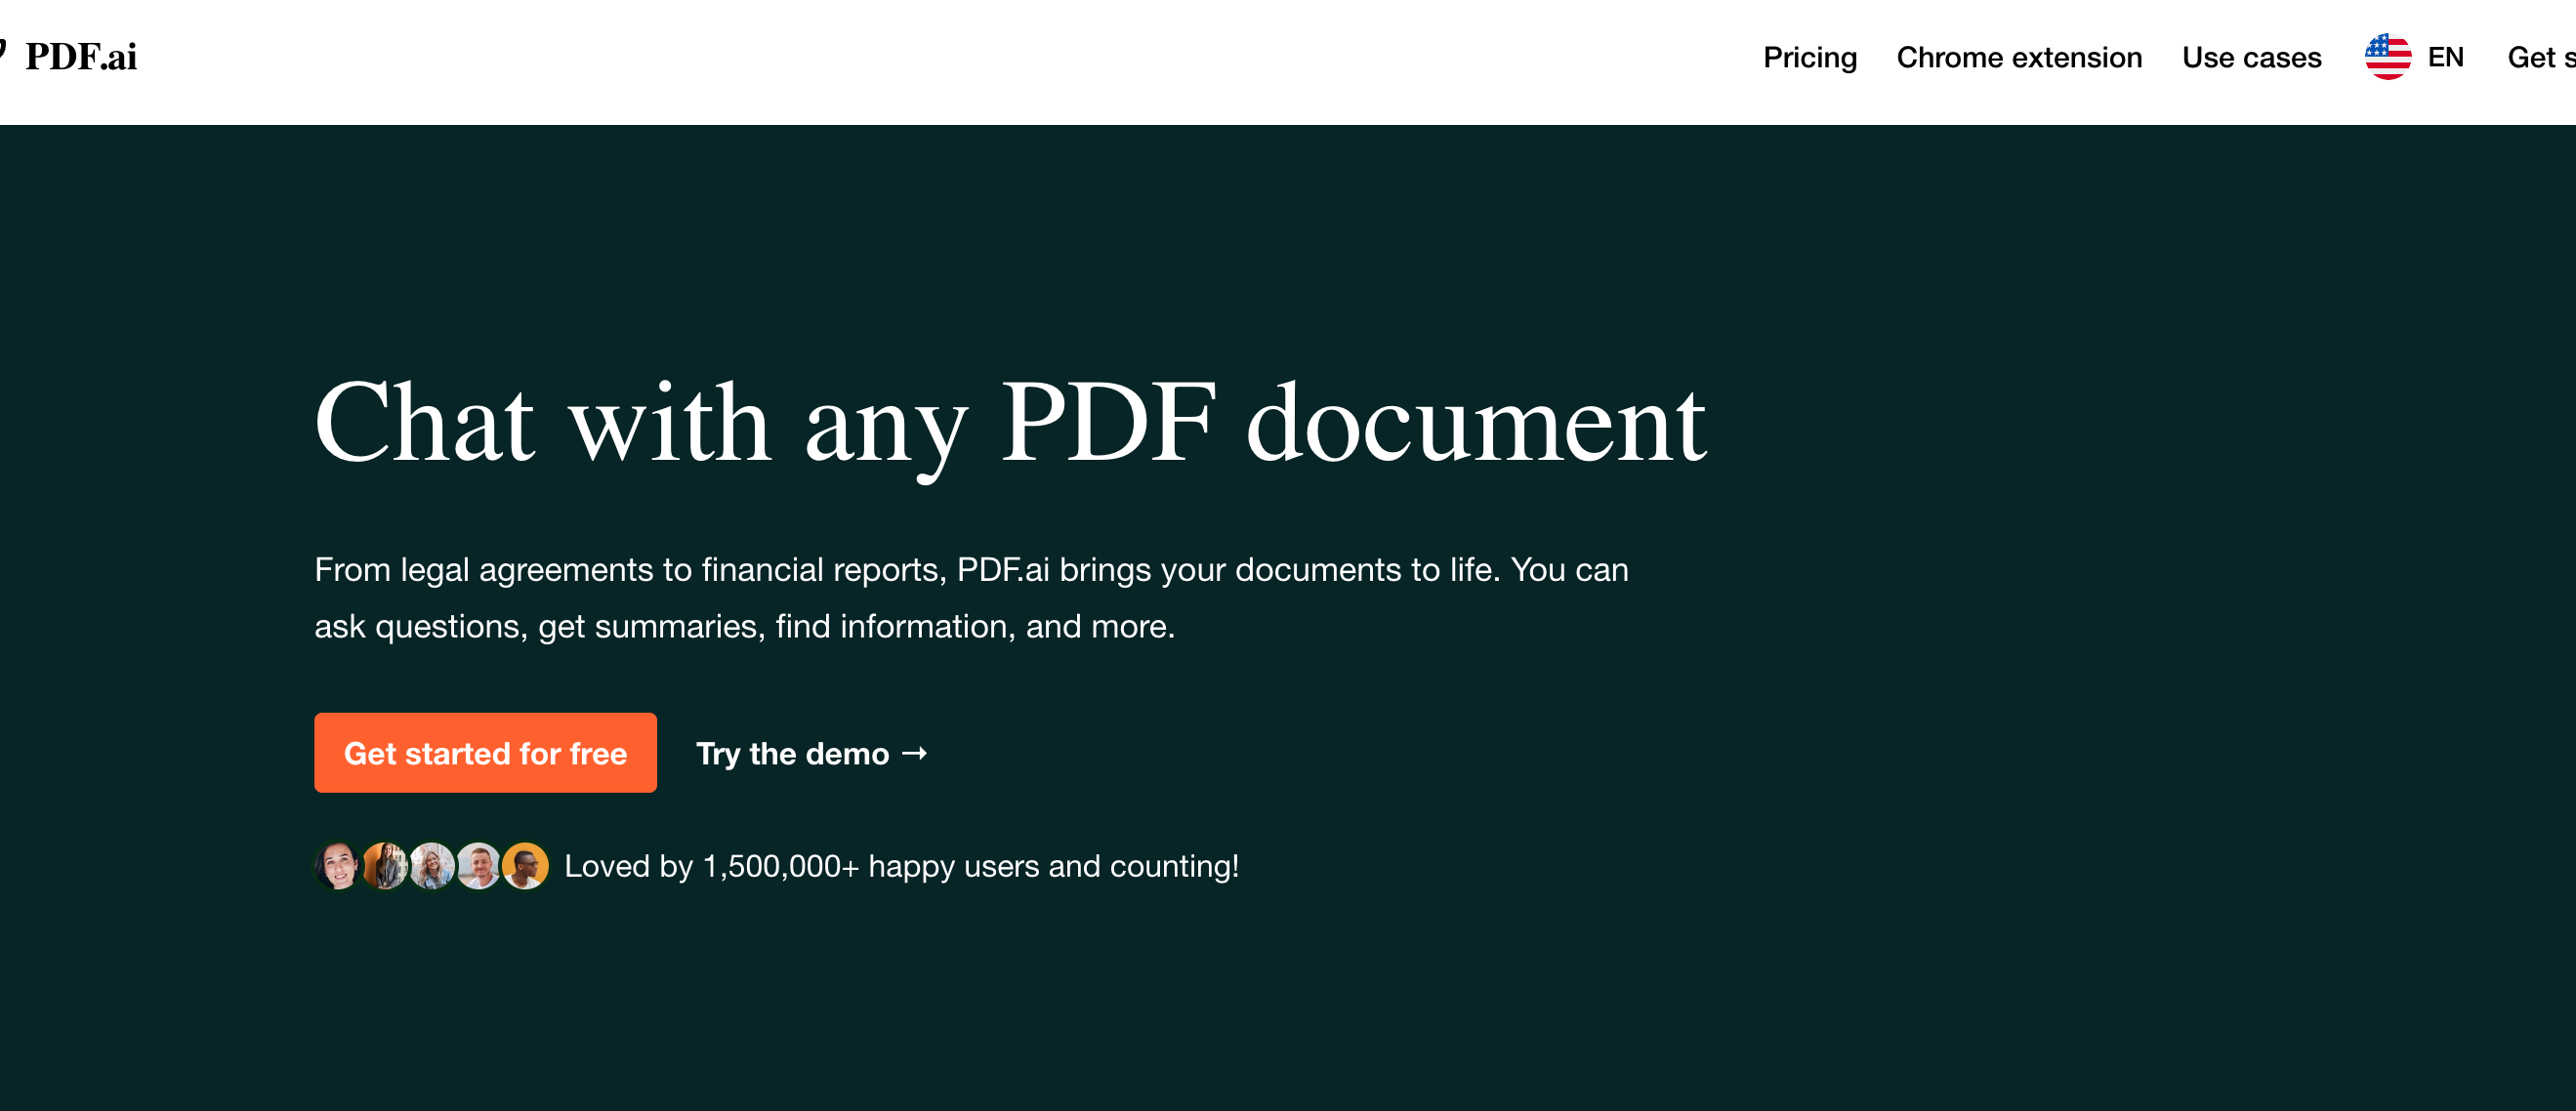 PDF.ai
Pricing
Chrome extension
Use cases
EN
Get
Chat with any PDF document
From legal agreements to financial reports, PDF.ai brings your documents to life. You can
ask questions, get summaries, find information, and more.
Get started for free
Try the demo →
Loved by 1,500,000+ happy users and counting!